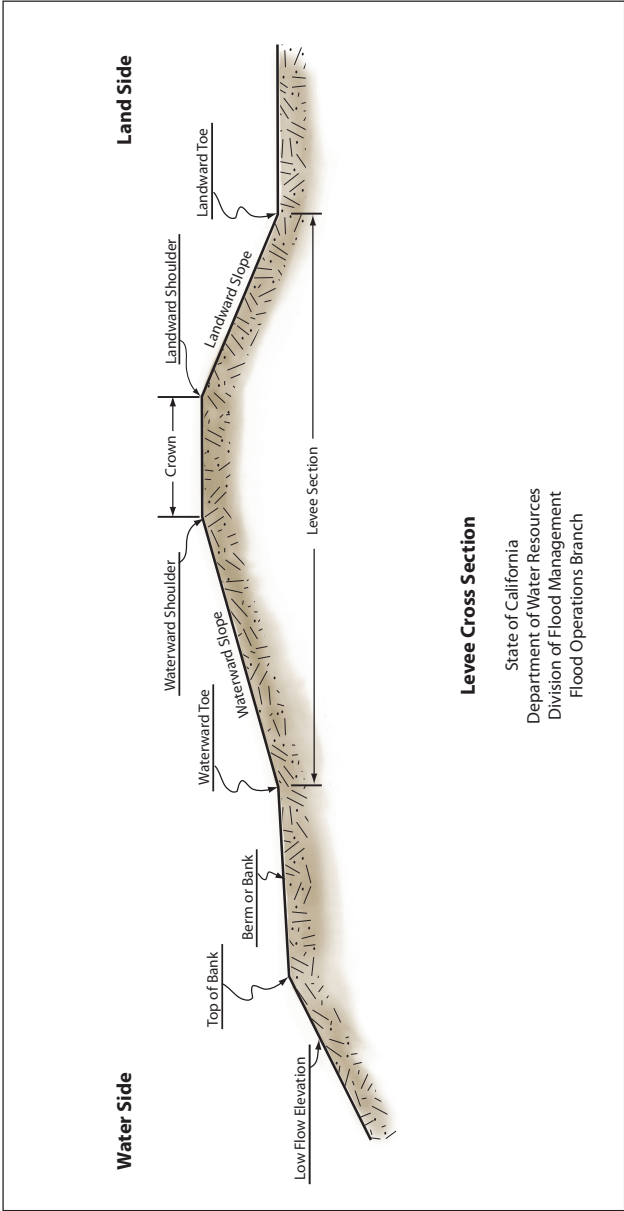 Water Side
Land Side
Low Flow Elevation
Top of Bank
Berm or Bank
Waterward Toe
Waterward Slope
Waterward Shoulder
Crown
Landward Shoulder
Landward Slope
Landward Toe
Levee Section
Levee Cross Section
State of California
Department of Water Resources
Division of Flood Management
Flood Operations Branch